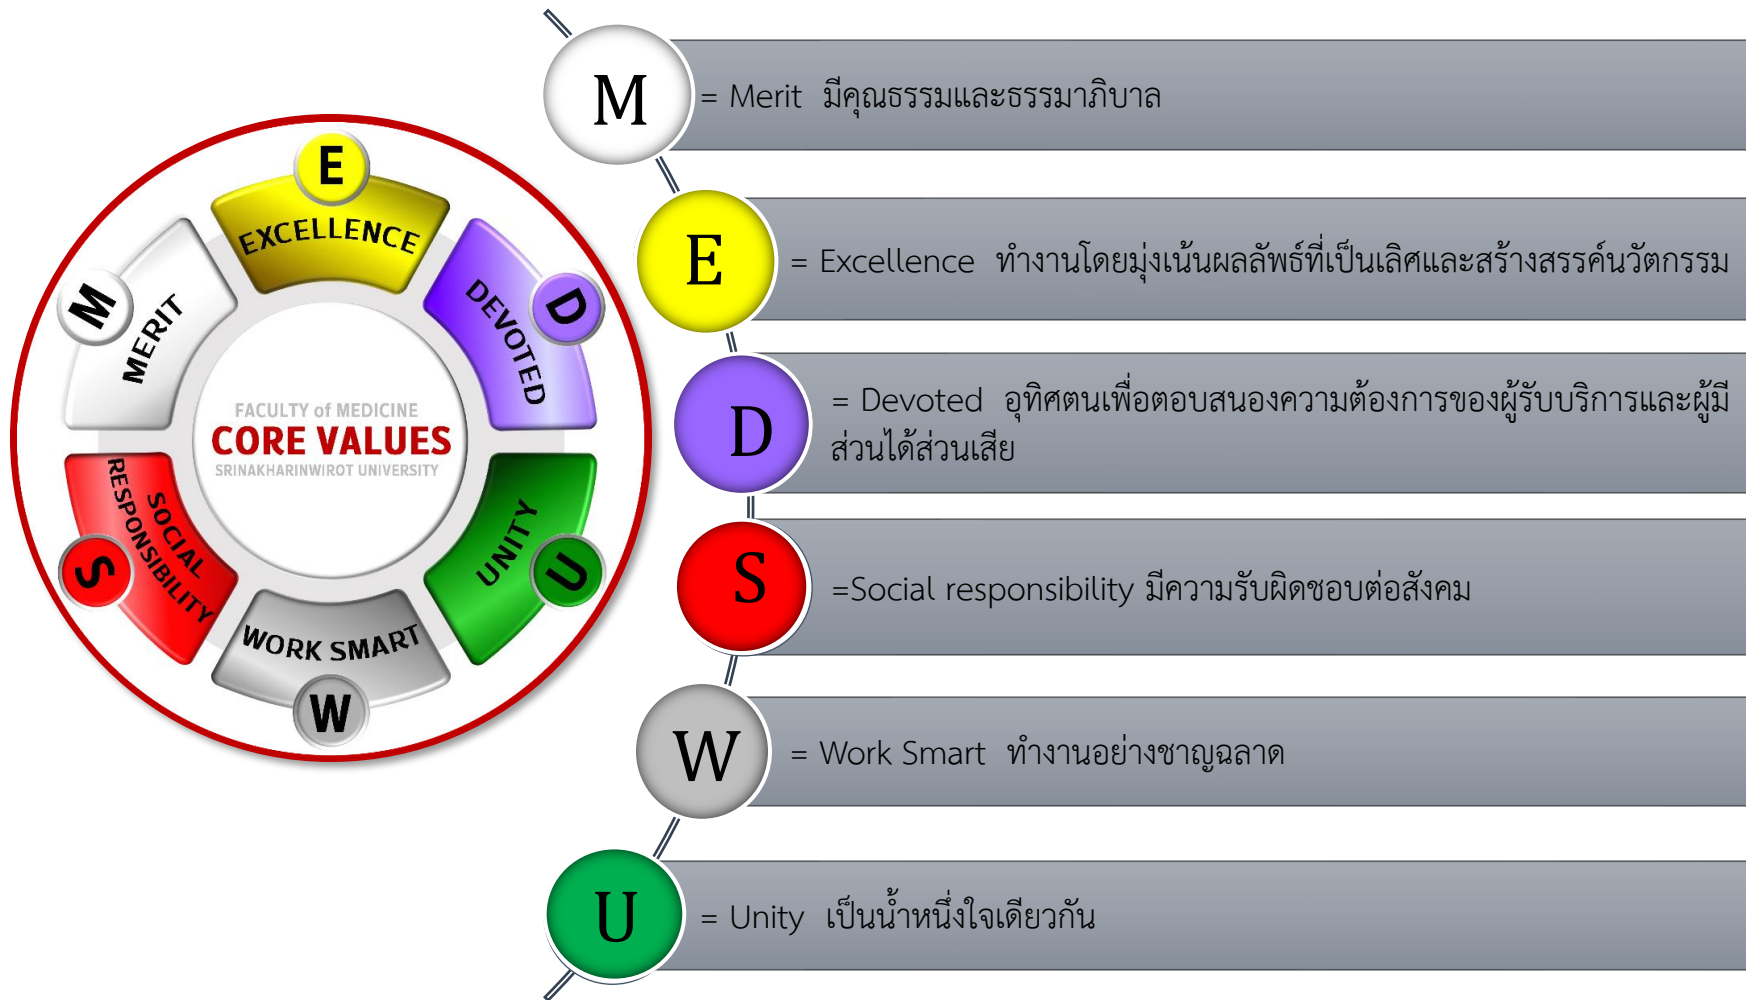 E
EXCELLENCE
D
DEVOTED
U
UNITY
W
WORK SMART
S
SOCIAL
RESPONSIBILITY
M
MERIT
FACULTY of MEDICINE
CORE VALUES
SRINAKHARINWIROT UNIVERSITY
M
= Merit มีคุณธรรมและธรรมาภิบาล
E
= Excellence ทำงานโดยมุ่งเน้นผลลัพธ์ที่เป็นเลิศและสร้างสรรค์นวัตกรรม
D
= Devoted อุทิศตนเพื่อตอบสนองความต้องการของผู้รับบริการและผู้มี
ส่วนได้ส่วนเสีย
S
=Social responsibility มีความรับผิดชอบต่อสังคม
W
= Work Smart ทำงานอย่างชาญฉลาด
U
= Unity เป็นน้ำหนึ่งใจเดียวกัน